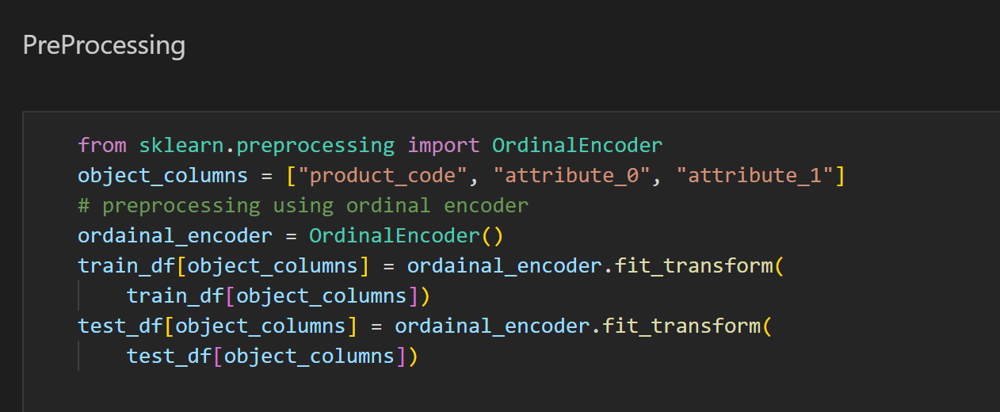 PreProcessing
from sklearn.preprocessing import OrdinalEncoder
object_columns = ["product_code", "attribute_0", "attribute_1"]
# preprocessing using ordinal encoder
ordainal_encoder = OrdinalEncoder()
train_df[object_columns] = ordainal_encoder.fit_transform(
    train_df[object_columns])
test_df[object_columns] = ordainal_encoder.fit_transform(
    test_df[object_columns])